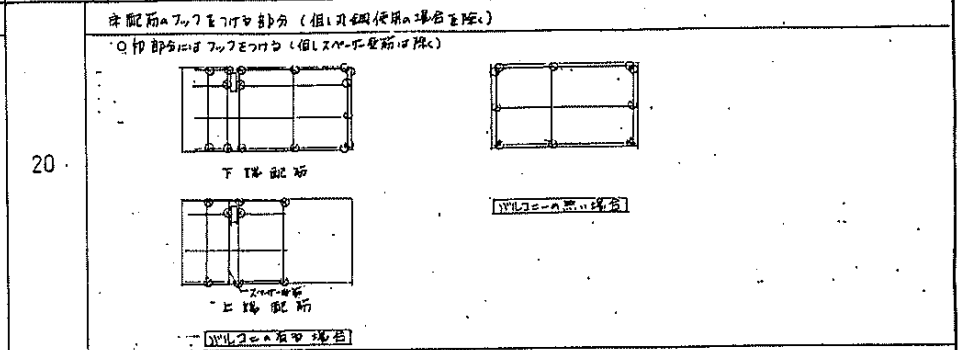 20
※配筋のフックをつける部分(但し 使用の場合を除く)
○印部分にはフックをつける(但しスペーサー受筋は除く)
下端配筋
バルコニーの無い場合
スペーサー受筋
上端配筋
バルコニーの有る場合